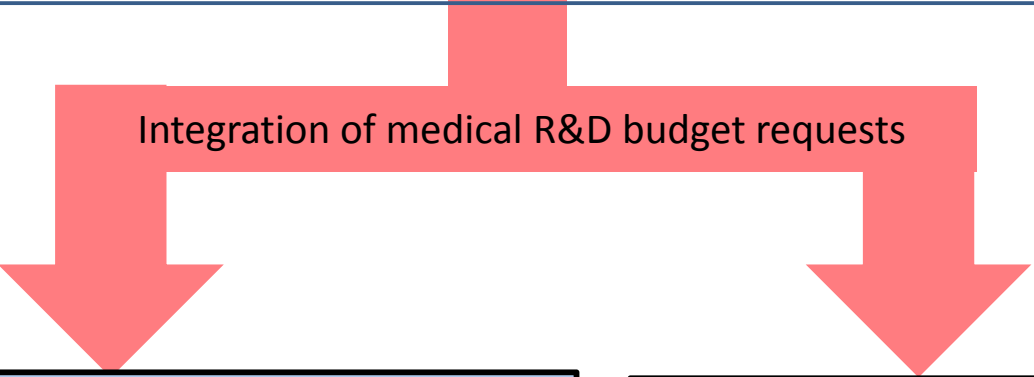 Integration of medical R&D budget requests